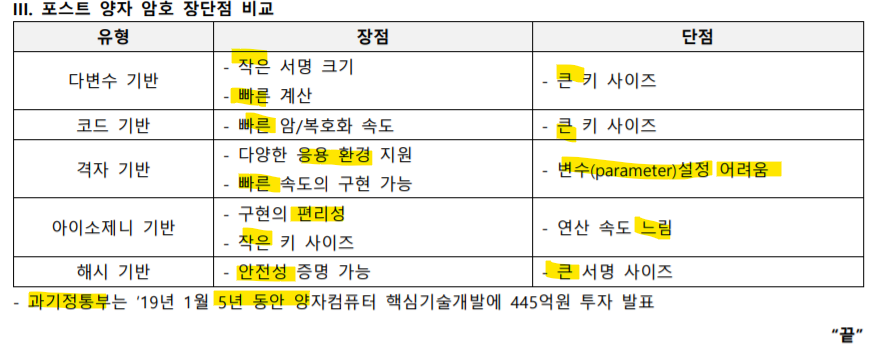 III. 포스트 양자 암호 장단점 비교
유형 장점 단점
다변수 기반
- 작은 서명 크기
- 빠른 계산
- 큰 키 사이즈
코드 기반
- 빠른 암/복호화 속도
- 큰 키 사이즈
격자 기반
- 다양한 응용 환경 지원
- 빠른 속도의 구현 가능
- 변수(parameter)설정 어려움
아이소제니 기반
- 구현의 편리성
- 작은 키 사이즈
- 연산 속도 느림
해시 기반
- 안전성 증명 가능
- 큰 서명 사이즈
- 과기정통부는 ‘19년 1월 5년 동안 양자컴퓨터 핵심기술개발에 445억원 투자 발표
“끝”